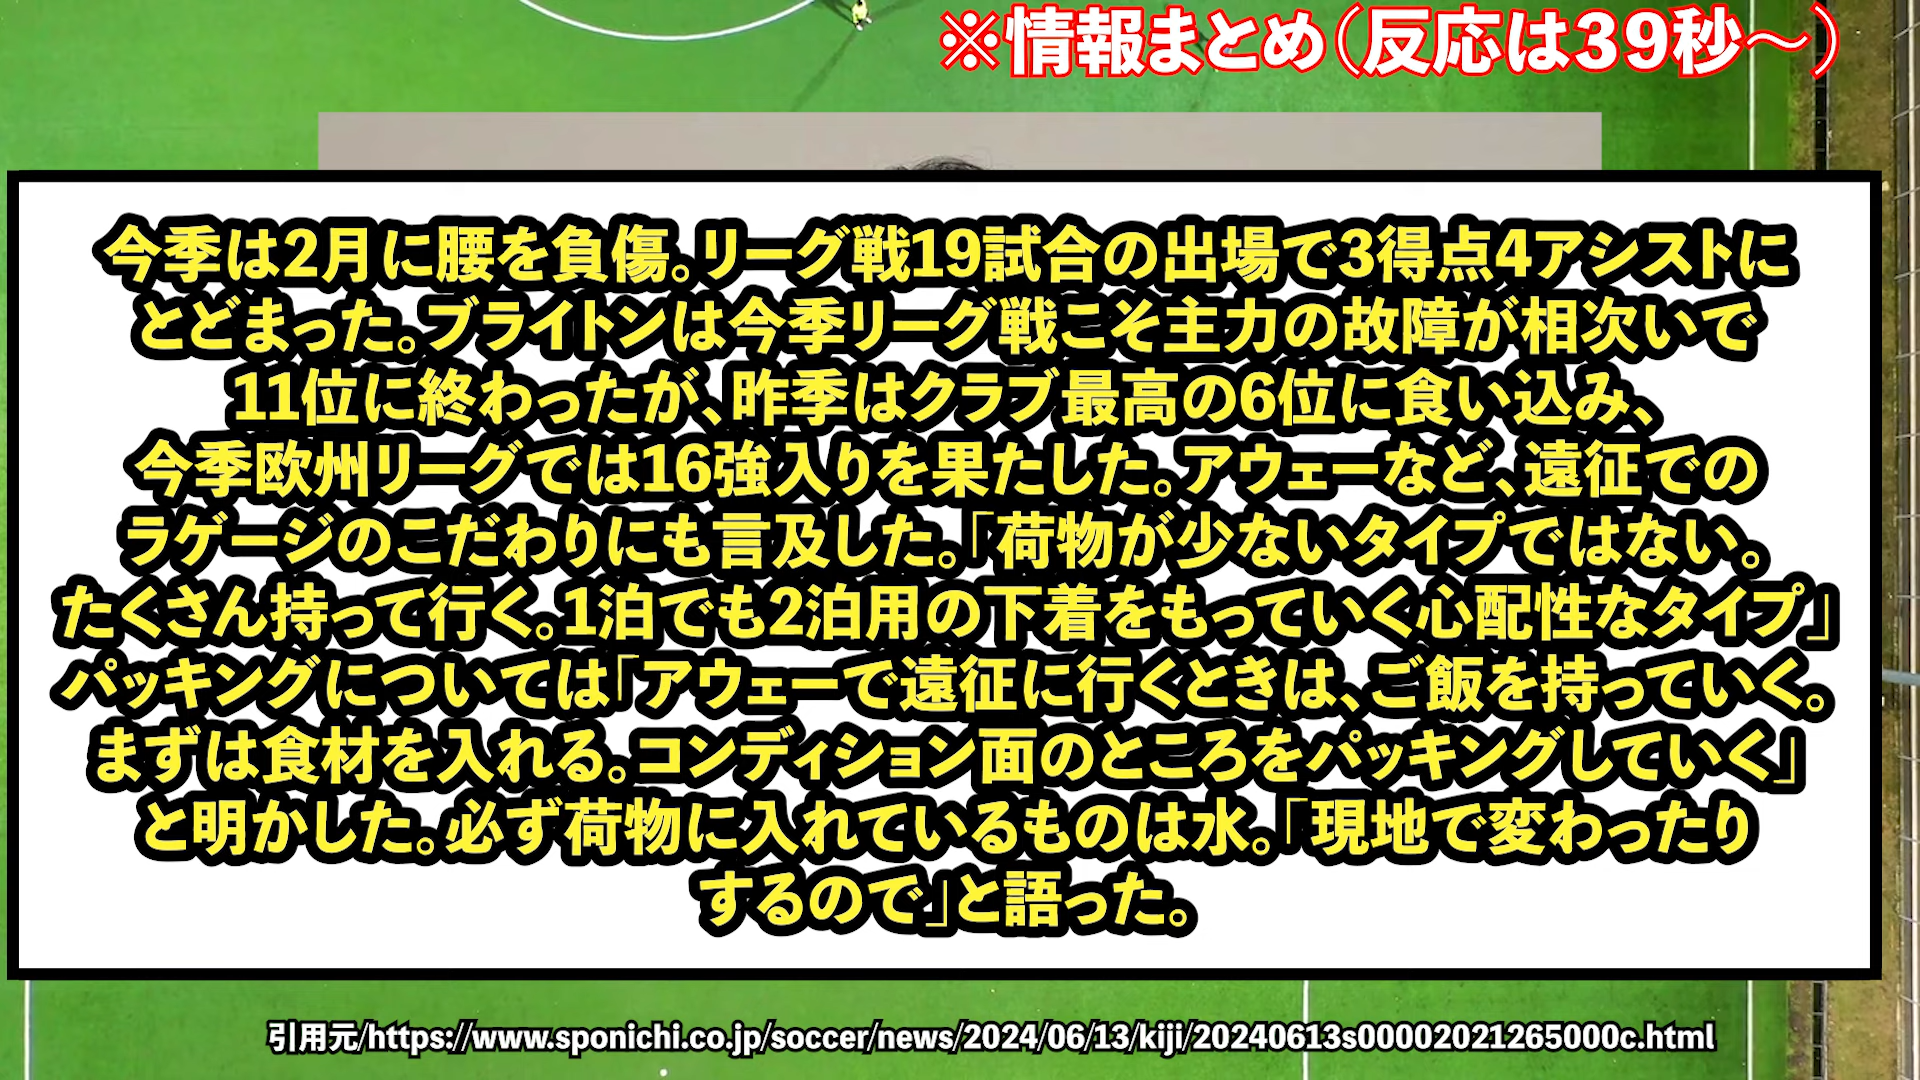 ※情報まとめ（反応は39秒～）
今季は2月に腰を負傷。リーグ戦19試合の出場で3得点4アシストに
とどまった。ブライトンは今季リーグ戦こそ主力の故障が相次いで
11位に終わったが、昨季はクラブ最高の6位に食い込み、
今季欧州リーグでは16強入りを果たした。アウェーなど、遠征での
ラゲージのこだわりにも言及した。「荷物が少ないタイプではない。
たくさん持って行く。1泊でも2泊用の下着をもっていく心配性なタイプ」
パッキングについては「アウェーで遠征に行くときは、ご飯を持っていく。
まずは食材を入れる。コンディション面のところをパッキングしていく」
と明かした。必ず荷物に入れているものは水。「現地で変わったり
するので」と語った。
引用元/https://www.sponichi.co.jp/soccer/news/2024/06/13/kiji/20240613s00002021265000c.html